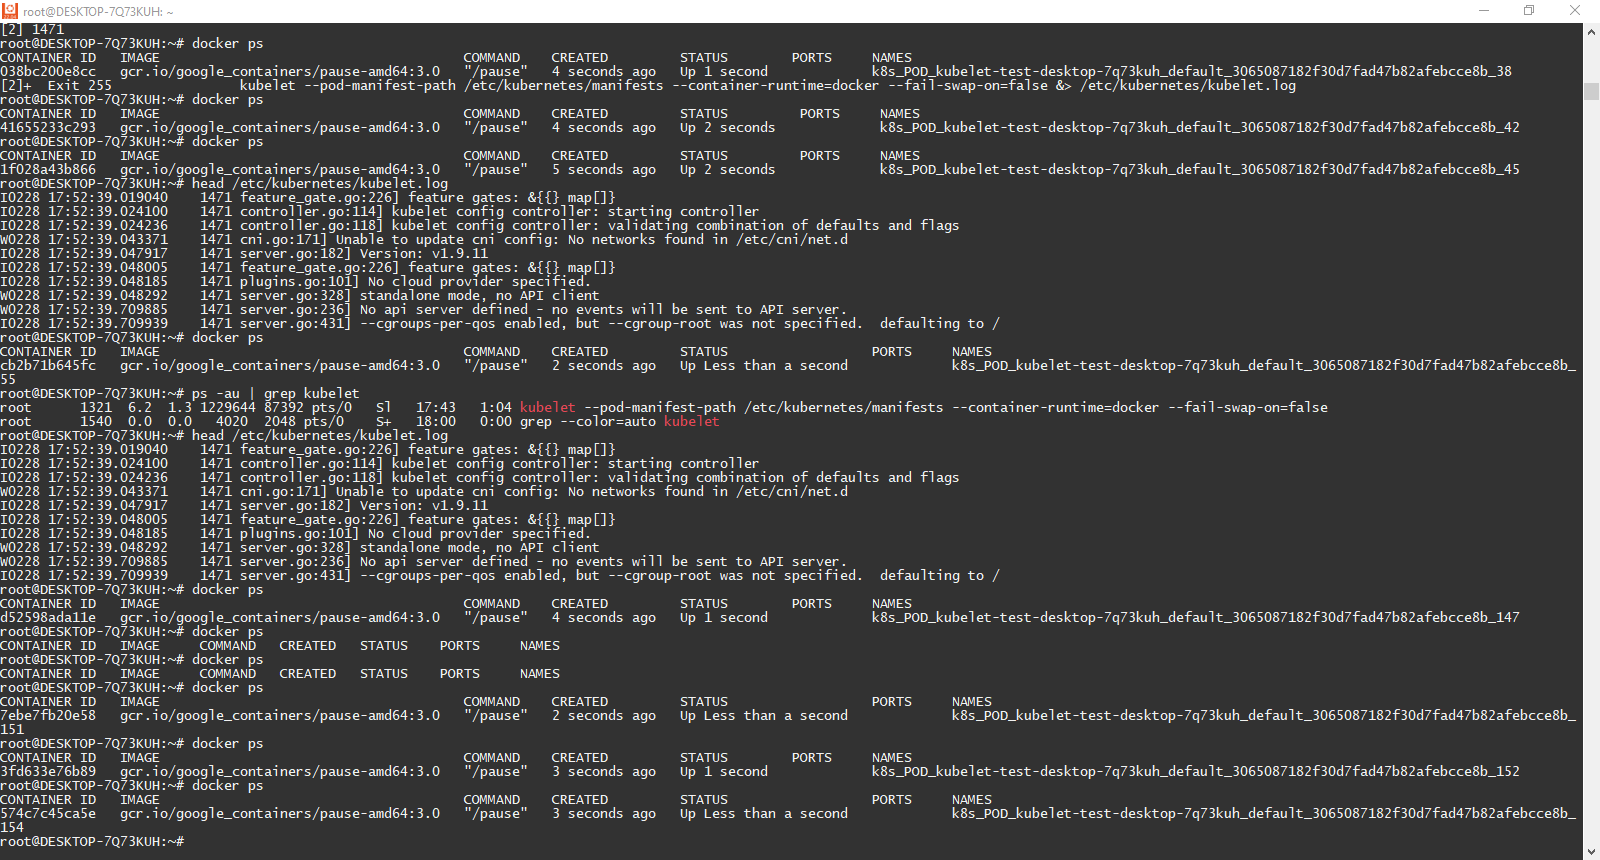 root@DESKTOP-7Q73KUH: ~
[2] 1471
root@DESKTOP-7Q73KUH:~# docker ps
CONTAINER ID   IMAGE                                      COMMAND    CREATED         STATUS        PORTS     NAMES
038bc200e8cc   gcr.io/google_containers/pause-amd64:3.0   "/pause"   4 seconds ago   Up 1 second             k8s_POD_kubelet-test-desktop-7q73kuh_default_3065087182f30d7fad47b82afebcce8b_38
[2]+  Exit 255                kubelet --pod-manifest-path /etc/kubernetes/manifests --container-runtime=docker --fail-swap-on=false &> /etc/kubernetes/kubelet.log
root@DESKTOP-7Q73KUH:~# docker ps
CONTAINER ID   IMAGE                                      COMMAND    CREATED         STATUS         PORTS     NAMES
41655233c293   gcr.io/google_containers/pause-amd64:3.0   "/pause"   4 seconds ago   Up 2 seconds             k8s_POD_kubelet-test-desktop-7q73kuh_default_3065087182f30d7fad47b82afebcce8b_42
root@DESKTOP-7Q73KUH:~# docker ps
CONTAINER ID   IMAGE                                      COMMAND    CREATED         STATUS         PORTS     NAMES
1f028a43b866   gcr.io/google_containers/pause-amd64:3.0   "/pause"   5 seconds ago   Up 2 seconds             k8s_POD_kubelet-test-desktop-7q73kuh_default_3065087182f30d7fad47b82afebcce8b_45
root@DESKTOP-7Q73KUH:~# head /etc/kubernetes/kubelet.log
I0228 17:52:39.019040    1471 feature_gate.go:226] feature gates: &{{} map[]}
I0228 17:52:39.024100    1471 controller.go:114] kubelet config controller: starting controller
I0228 17:52:39.024236    1471 controller.go:118] kubelet config controller: validating combination of defaults and flags
W0228 17:52:39.043371    1471 cni.go:171] Unable to update cni config: No networks found in /etc/cni/net.d
I0228 17:52:39.047917    1471 server.go:182] Version: v1.9.11
I0228 17:52:39.048005    1471 feature_gate.go:226] feature gates: &{{} map[]}
I0228 17:52:39.048185    1471 plugins.go:101] No cloud provider specified.
W0228 17:52:39.048292    1471 server.go:328] standalone mode, no API client
W0228 17:52:39.709885    1471 server.go:236] No api server defined - no events will be sent to API server.
I0228 17:52:39.709939    1471 server.go:431] --cgroups-per-qos enabled, but --cgroup-root was not specified.  defaulting to /
root@DESKTOP-7Q73KUH:~# docker ps
CONTAINER ID   IMAGE                                      COMMAND    CREATED         STATUS                  PORTS     NAMES
cb2b71b645fc   gcr.io/google_containers/pause-amd64:3.0   "/pause"   2 seconds ago   Up Less than a second             k8s_POD_kubelet-test-desktop-7q73kuh_default_3065087182f30d7fad47b82afebcce8b_
55
root@DESKTOP-7Q73KUH:~# ps -au | grep kubelet
root      1321  6.2  1.3 1229644 87392 pts/0   Sl   17:43   1:04 kubelet --pod-manifest-path /etc/kubernetes/manifests --container-runtime=docker --fail-swap-on=false
root      1540  0.0  0.0   4020  2048 pts/0    S+   18:00   0:00 grep --color=auto kubelet
root@DESKTOP-7Q73KUH:~# head /etc/kubernetes/kubelet.log
I0228 17:52:39.019040    1471 feature_gate.go:226] feature gates: &{{} map[]}
I0228 17:52:39.024100    1471 controller.go:114] kubelet config controller: starting controller
I0228 17:52:39.024236    1471 controller.go:118] kubelet config controller: validating combination of defaults and flags
W0228 17:52:39.043371    1471 cni.go:171] Unable to update cni config: No networks found in /etc/cni/net.d
I0228 17:52:39.047917    1471 server.go:182] Version: v1.9.11
I0228 17:52:39.048005    1471 feature_gate.go:226] feature gates: &{{} map[]}
I0228 17:52:39.048185    1471 plugins.go:101] No cloud provider specified.
W0228 17:52:39.048292    1471 server.go:328] standalone mode, no API client
W0228 17:52:39.709885    1471 server.go:236] No api server defined - no events will be sent to API server.
I0228 17:52:39.709939    1471 server.go:431] --cgroups-per-qos enabled, but --cgroup-root was not specified.  defaulting to /
root@DESKTOP-7Q73KUH:~# docker ps
CONTAINER ID   IMAGE                                      COMMAND    CREATED         STATUS        PORTS     NAMES
d52598ada11e   gcr.io/google_containers/pause-amd64:3.0   "/pause"   4 seconds ago   Up 1 second             k8s_POD_kubelet-test-desktop-7q73kuh_default_3065087182f30d7fad47b82afebcce8b_147
root@DESKTOP-7Q73KUH:~# docker ps
CONTAINER ID   IMAGE     COMMAND   CREATED   STATUS    PORTS     NAMES
root@DESKTOP-7Q73KUH:~# docker ps
CONTAINER ID   IMAGE     COMMAND   CREATED   STATUS    PORTS     NAMES
root@DESKTOP-7Q73KUH:~# docker ps
CONTAINER ID   IMAGE                                      COMMAND    CREATED         STATUS                  PORTS     NAMES
7ebe7fb20e58   gcr.io/google_containers/pause-amd64:3.0   "/pause"   2 seconds ago   Up Less than a second             k8s_POD_kubelet-test-desktop-7q73kuh_default_3065087182f30d7fad47b82afebcce8b_
151
root@DESKTOP-7Q73KUH:~# docker ps
CONTAINER ID   IMAGE                                      COMMAND    CREATED         STATUS        PORTS     NAMES
3fd633e76b89   gcr.io/google_containers/pause-amd64:3.0   "/pause"   3 seconds ago   Up 1 second             k8s_POD_kubelet-test-desktop-7q73kuh_default_3065087182f30d7fad47b82afebcce8b_152
root@DESKTOP-7Q73KUH:~# docker ps
CONTAINER ID   IMAGE                                      COMMAND    CREATED         STATUS                  PORTS     NAMES
574c7c45ca5e   gcr.io/google_containers/pause-amd64:3.0   "/pause"   3 seconds ago   Up Less than a second             k8s_POD_kubelet-test-desktop-7q73kuh_default_3065087182f30d7fad47b82afebcce8b_
154
root@DESKTOP-7Q73KUH:~#